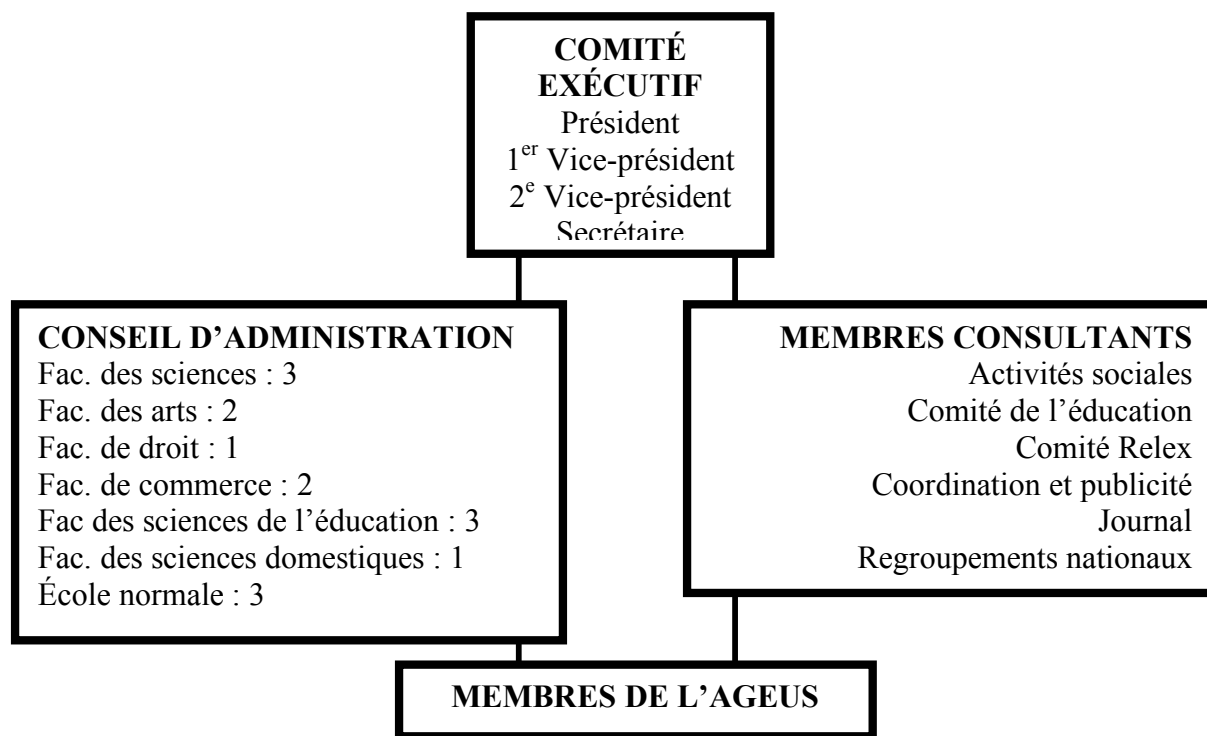 COMITÉ
EXÉCUTIF
Président
1er Vice-président
2e Vice-président
Secrétaire
CONSEIL D’ADMINISTRATION
Fac. des sciences : 3
Fac. des arts : 2
Fac. de droit : 1
Fac. de commerce : 2
Fac des sciences de l’éducation : 3
Fac. des sciences domestiques : 1
École normale : 3
MEMBRES CONSULTANTS
Activités sociales
Comité de l’éducation
Comité Relex
Coordination et publicité
Journal
Regroupements nationaux
MEMBRES DE L’AGEUS